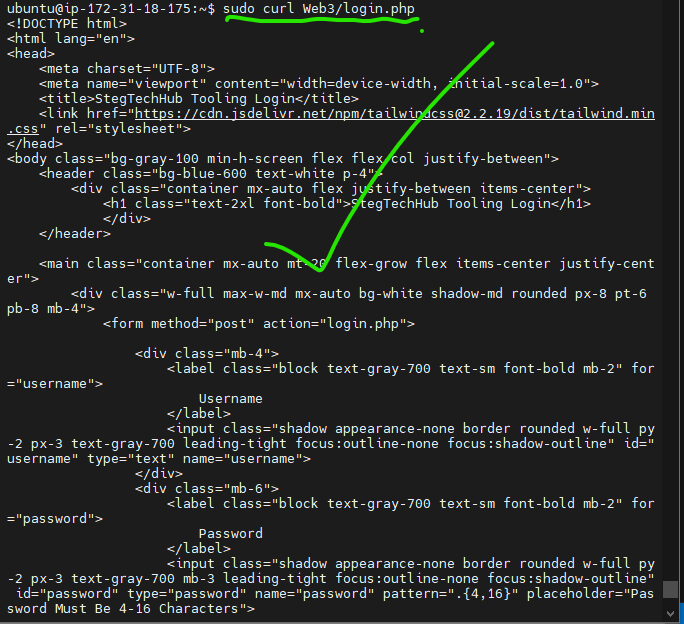 ubuntu@ip-172-31-18-175:~$ sudo curl Web3/login.php
<!DOCTYPE html>
<html lang="en">
<head>
    <meta charset="UTF-8">
    <meta name="viewport" content="width=device-width, initial-scale=1.0">
    <title>StegTechHub Tooling Login</title>
    <link href="https://cdn.jsdelivr.net/npm/tailwindcss@2.2.19/dist/tailwind.min
.css" rel="stylesheet">
</head>
<body class="bg-gray-100 min-h-screen flex flex-col justify-between">
    <header class="bg-blue-600 text-white p-4">
        <div class="container mx-auto flex justify-between items-center">
            <h1 class="text-2xl font-bold">StegTechHub Tooling Login</h1>
            </div>
    </header>

    <main class="container mx-auto mt-20 flex-grow flex items-center justify-cent
er">
        <div class="w-full max-w-md mx-auto bg-white shadow-md rounded px-8 pt-6
pb-8 mb-4">
            <form method="post" action="login.php">

                <div class="mb-4">
                    <label class="block text-gray-700 text-sm font-bold mb-2" for
="username">
                        Username
                    </label>
                    <input class="shadow appearance-none border rounded w-full py
-2 px-3 text-gray-700 leading-tight focus:outline-none focus:shadow-outline" id="
username" type="text" name="username">
                </div>
                <div class="mb-6">
                    <label class="block text-gray-700 text-sm font-bold mb-2" for
="password">
                        Password
                    </label>
                    <input class="shadow appearance-none border rounded w-full py
-2 px-3 text-gray-700 mb-3 leading-tight focus:outline-none focus:shadow-outline"
 id="password" type="password" name="password" pattern=".{4,16}" placeholder="Pas
sword Must Be 4-16 Characters">